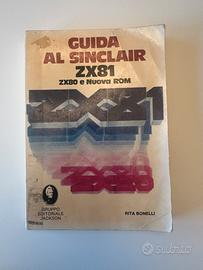 GUIDA
AL SINCLAIR
ZX81
ZX80 e Nuova ROM
ZX81
ZX80
GRUPPO
EDITORIALE
JACKSON
RITA BONELLI
subito